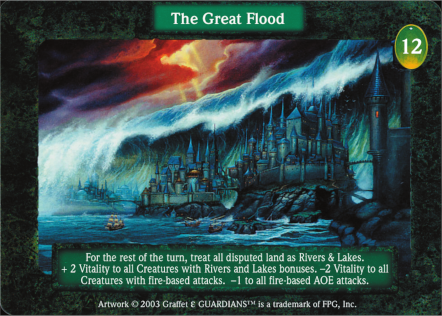 The Great Flood
12
For the rest of the turn, treat all disputed land as Rivers & Lakes.
+ 2 Vitality to all Creatures with Rivers and Lakes bonuses. –2 Vitality to all
Creatures with fire-based attacks. –1 to all fire-based AOE attacks.
Artwork © 2003 Graffet & GUARDIANS™ is a trademark of FPG, Inc.